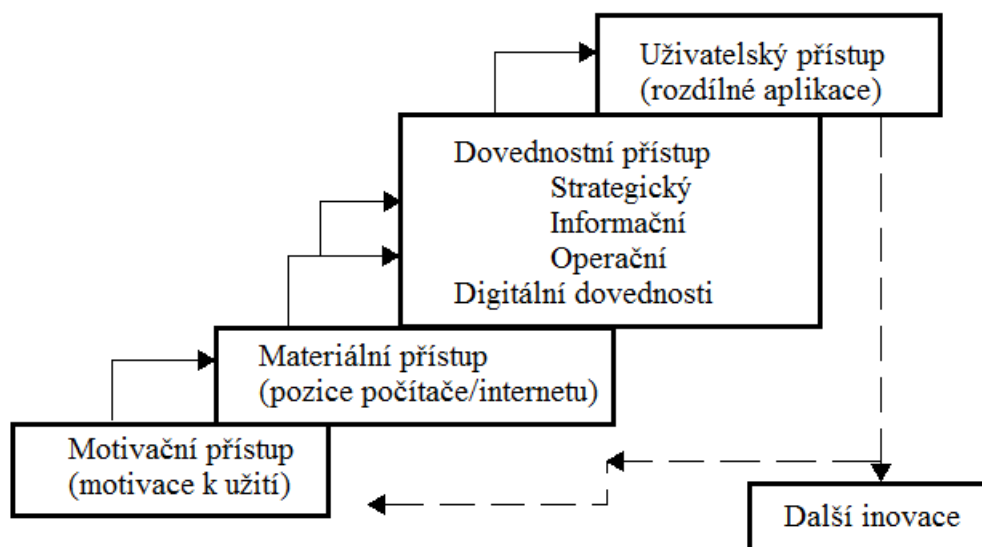 Uživatelský přístup
(rozdílné aplikace)
Dovednostní přístup
Strategický
Informační
Operační
Digitální dovednosti
Materiální přístup
(pozice počítače/internetu)
Motivační přístup
(motivace k užití)
Další inovace